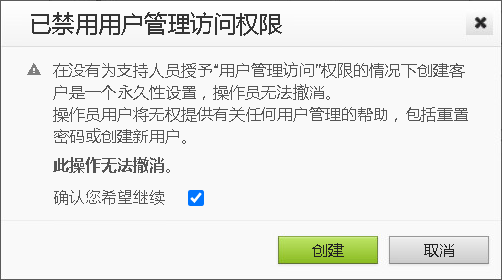 已禁用用户管理访问权限
在没有为支持人员授予“用户管理访问”权限的情况下创建客
户是一个永久性设置，操作员无法撤消。
操作员用户将无权提供有关任何用户管理的帮助，包括重置
密码或创建新用户。
此操作无法撤消。
确认您希望继续
创建
取消